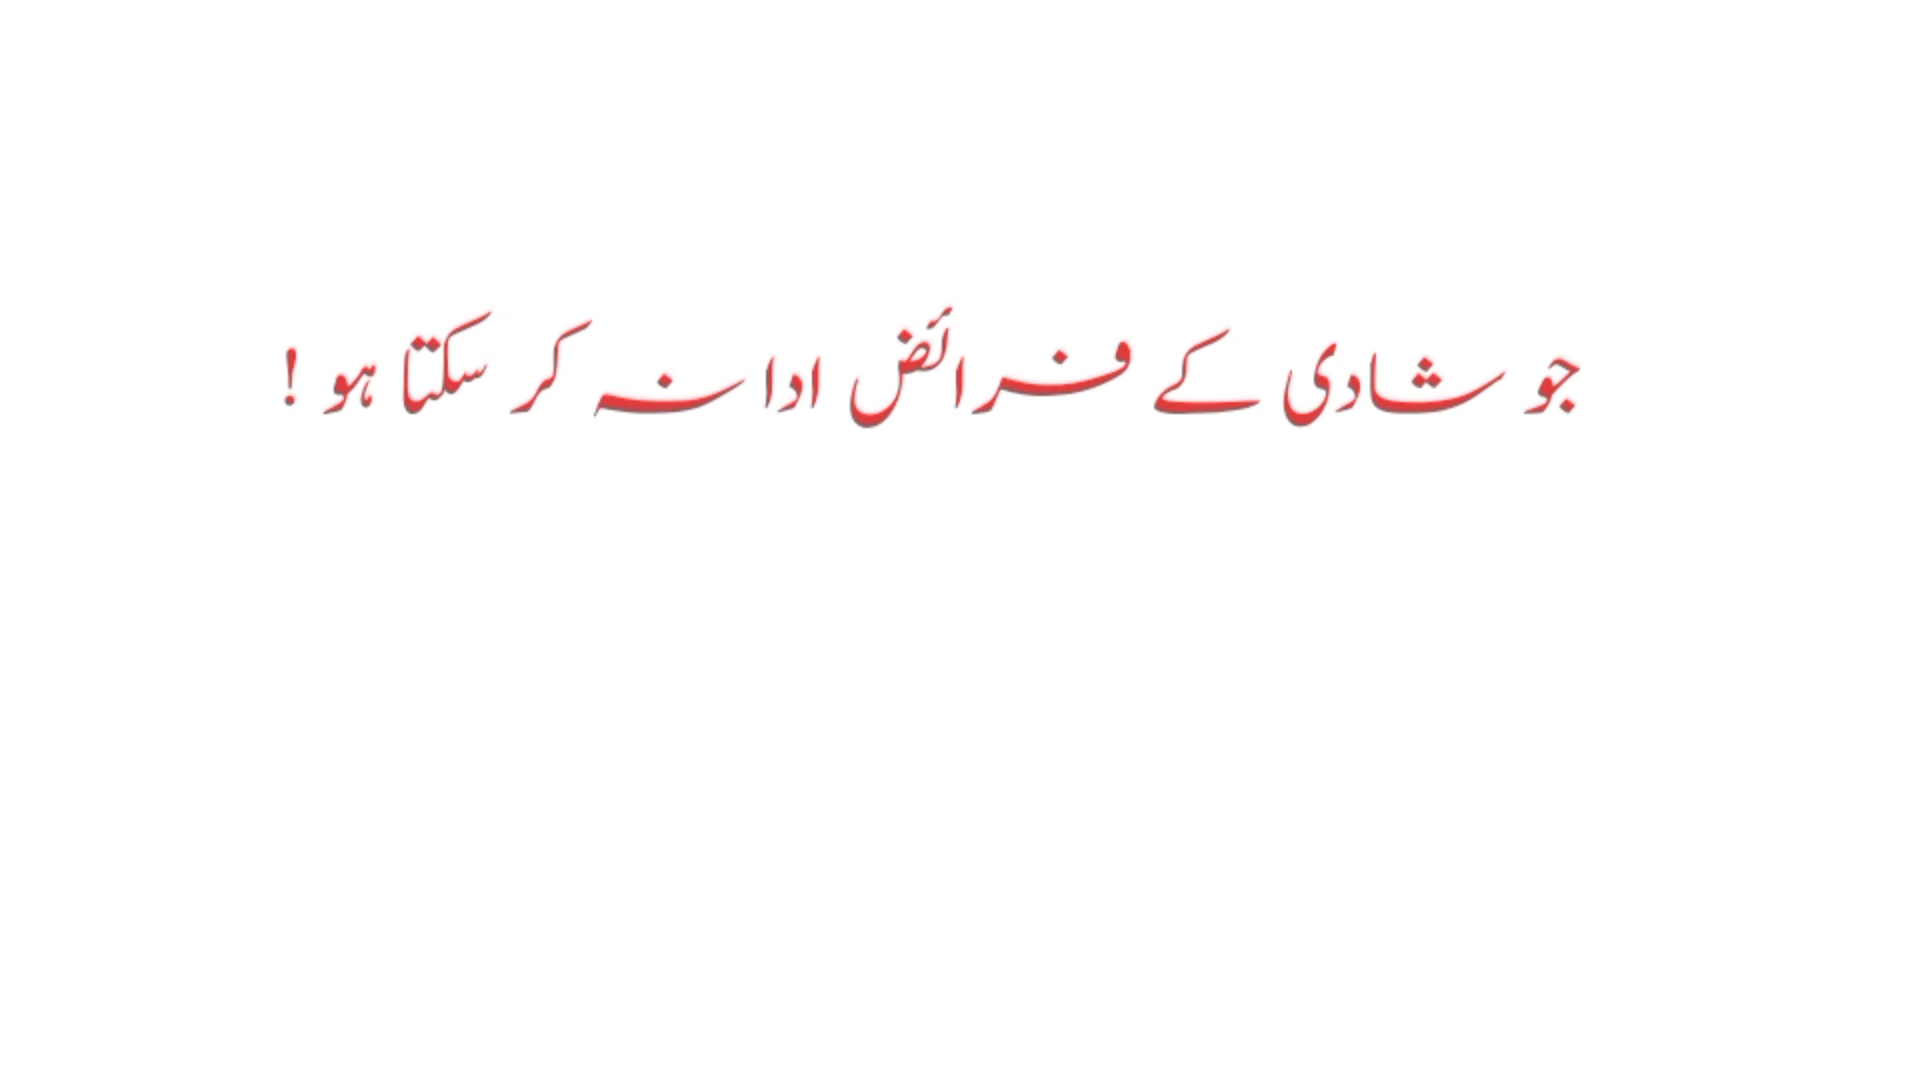 جو شادی کے فرائض ادا نہ کر سکتا ہو !